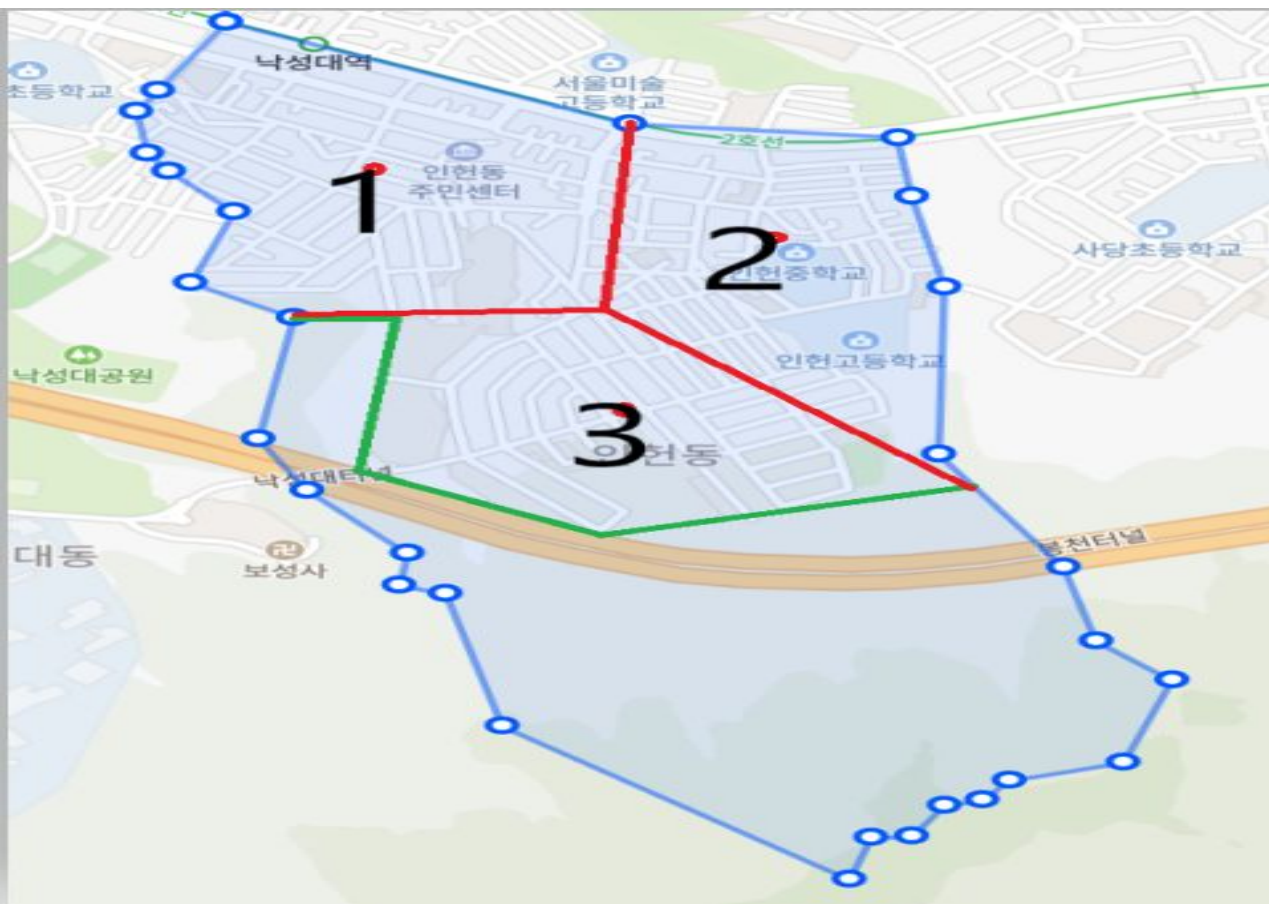 낙성대역
초등학교
서울미술
고등학교
2호선
인헌동
주민센터
1
2
인헌중학교
사당초등학교
인헌고등학교
낙성대공원
3
인헌동
낙성대터널
대동
보성사
봉천터널